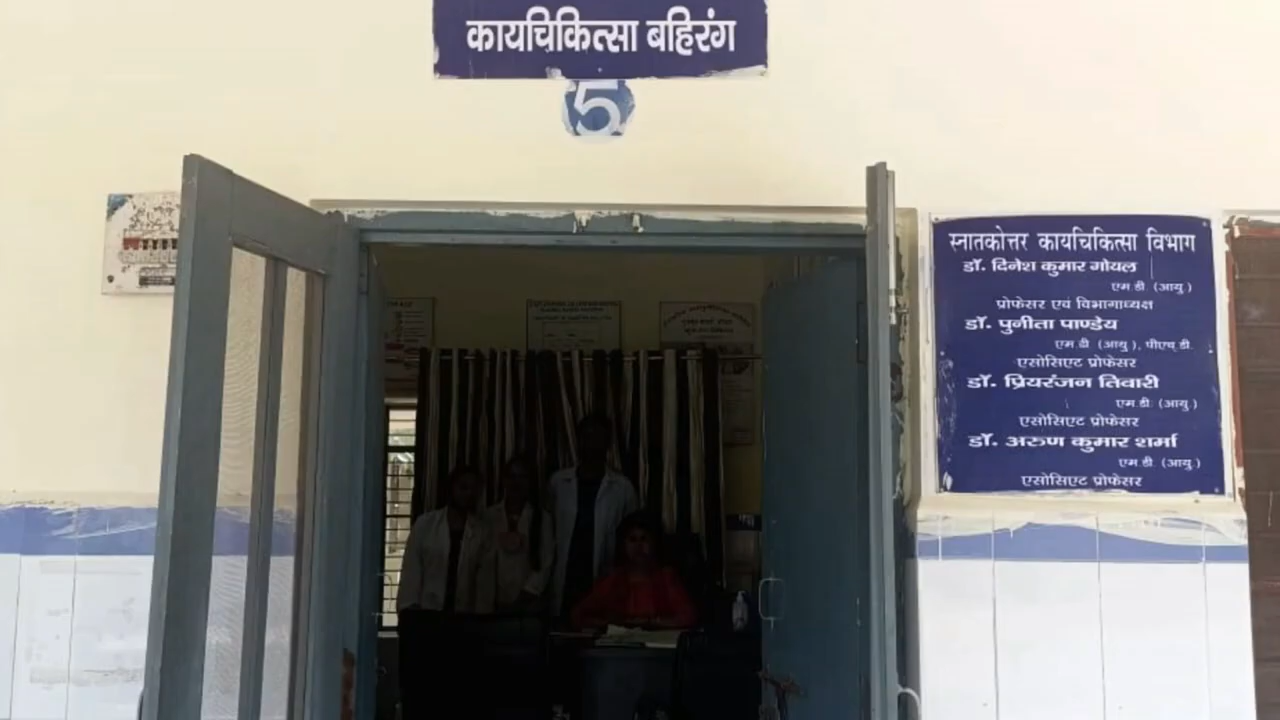 कायचिकित्सा बहिरंग
5
स्नातकोत्तर कायचिकित्सा विभाग
डॉ. दिनेश कुमार गोयल
एम.डी. (आयु.)
प्रोफेसर एवं विभागाध्यक्ष
डॉ. पुनीता पाण्डेय
एम.डी. (आयु.), पीएच.डी.
एसोसिएट प्रोफेसर
डॉ. प्रियरंजन तिवारी
एम.डी. (आयु.)
एसोसिएट प्रोफेसर
डॉ. अरुण कुमार शर्मा
एम.डी. (आयु.)
एसोसिएट प्रोफेसर